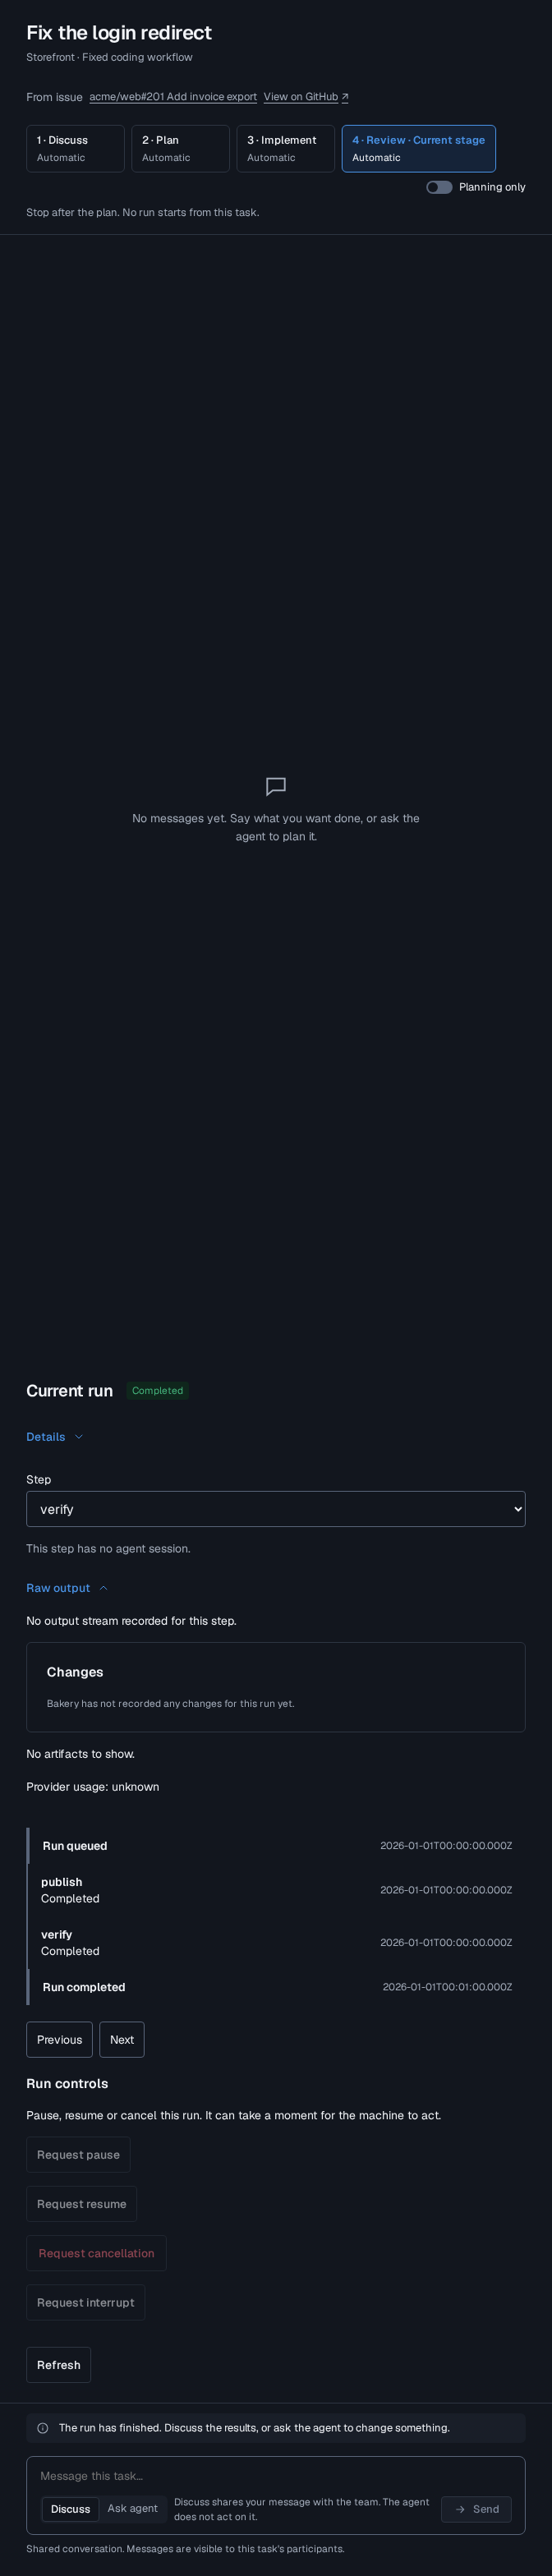 Fix the login redirect
Storefront · Fixed coding workflow
From issue acme/web#201 Add invoice export View on GitHub ↗
1 · Discuss
Automatic
2 · Plan
Automatic
3 · Implement
Automatic
4 · Review · Current stage
Automatic
Planning only
Stop after the plan. No run starts from this task.
No messages yet. Say what you want done, or ask the
agent to plan it.
Current run Completed
Details
Step
verify
This step has no agent session.
Raw output
No output stream recorded for this step.
Changes
Bakery has not recorded any changes for this run yet.
No artifacts to show.
Provider usage: unknown
Run queued 2026-01-01T00:00:00.000Z
publish
Completed
2026-01-01T00:00:00.000Z
verify
Completed
2026-01-01T00:00:00.000Z
Run completed 2026-01-01T00:01:00.000Z
Previous Next
Run controls
Pause, resume or cancel this run. It can take a moment for the machine to act.
Request pause
Request resume
Request cancellation
Request interrupt
Refresh
The run has finished. Discuss the results, or ask the agent to change something.
Message this task...
Discuss Ask agent
Discuss shares your message with the team. The agent
does not act on it.
→ Send
Shared conversation. Messages are visible to this task's participants.